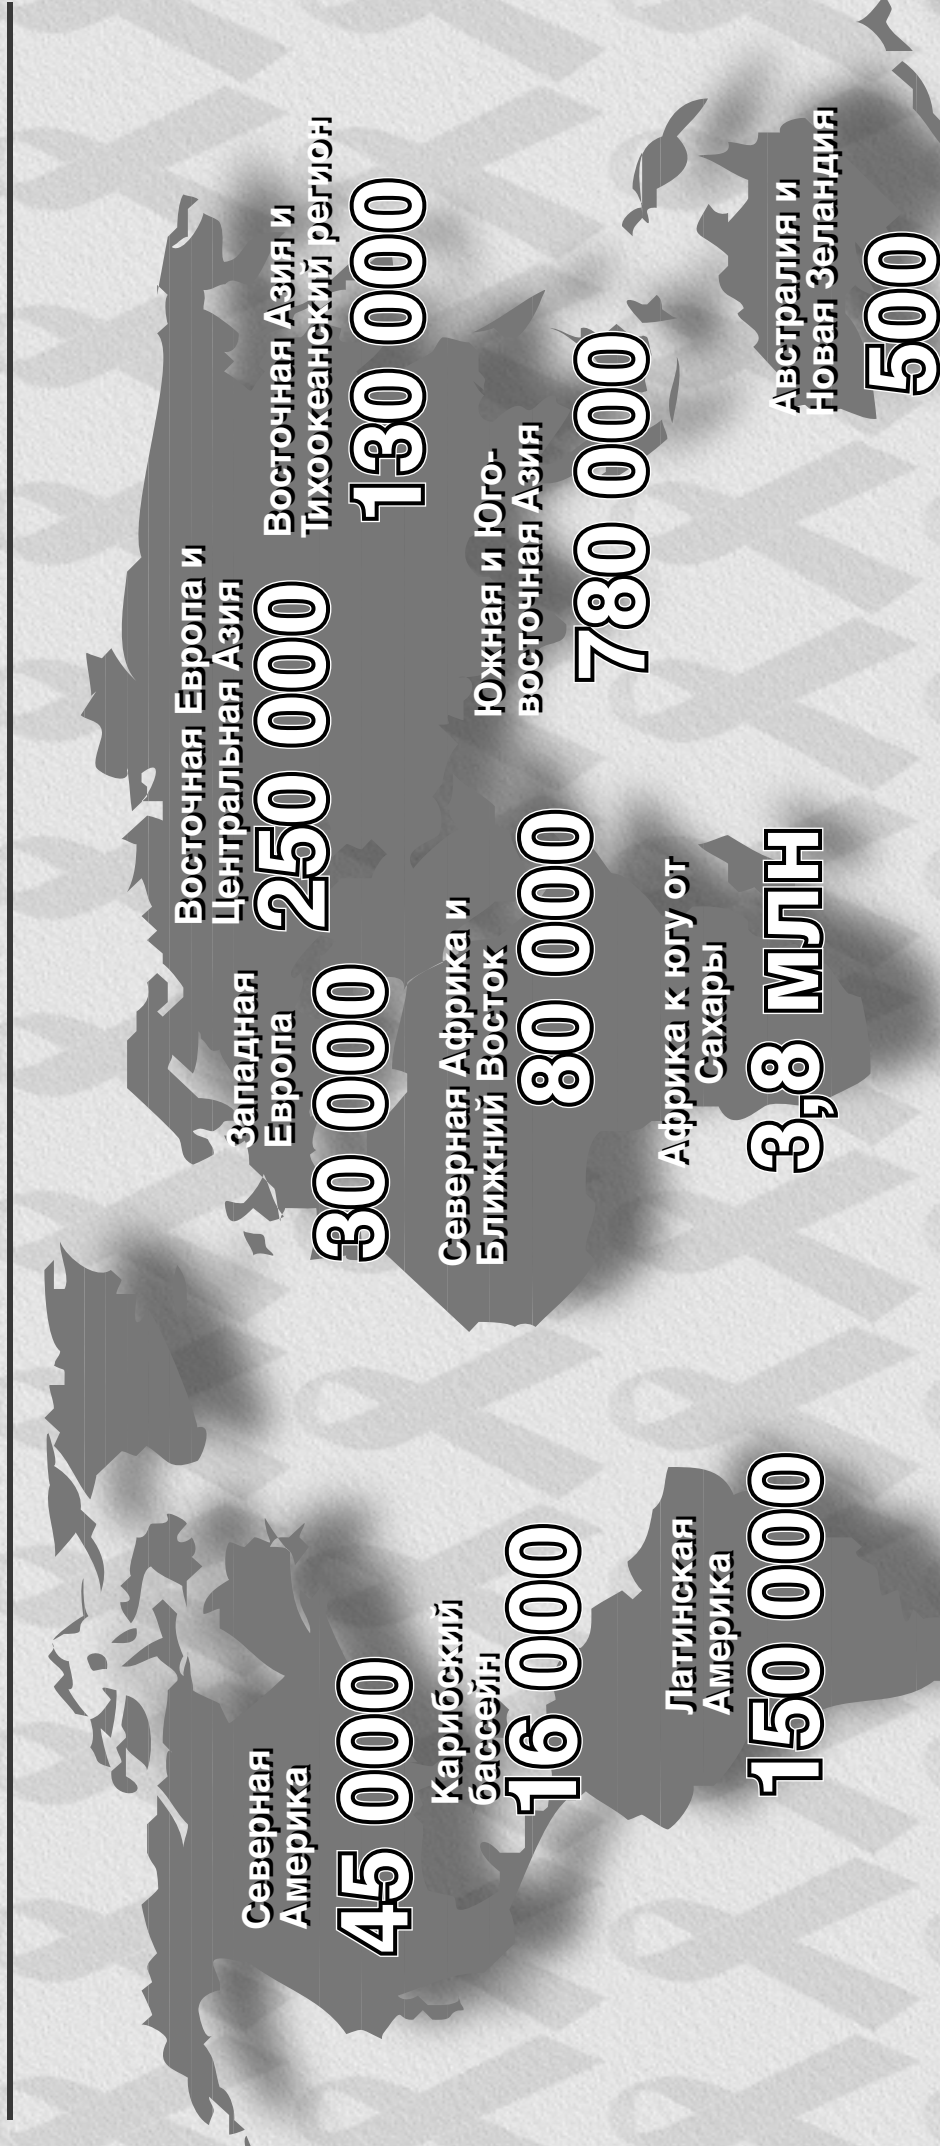 Северная
Америка
45 000
Карибский
бассейн
16 000
Латинская
Америка
150 000
Западная
Европа
30 000
Северная Африка и
Ближний Восток
80 000
Африка к югу от
Сахары
3,8 млн
Восточная Европа и
Центральная Азия
250 000
Восточная Азия и
Тихоокеанский регион
130 000
Южная и Юго-
восточная Азия
780 000
Австралия и
Новая Зеландия
500